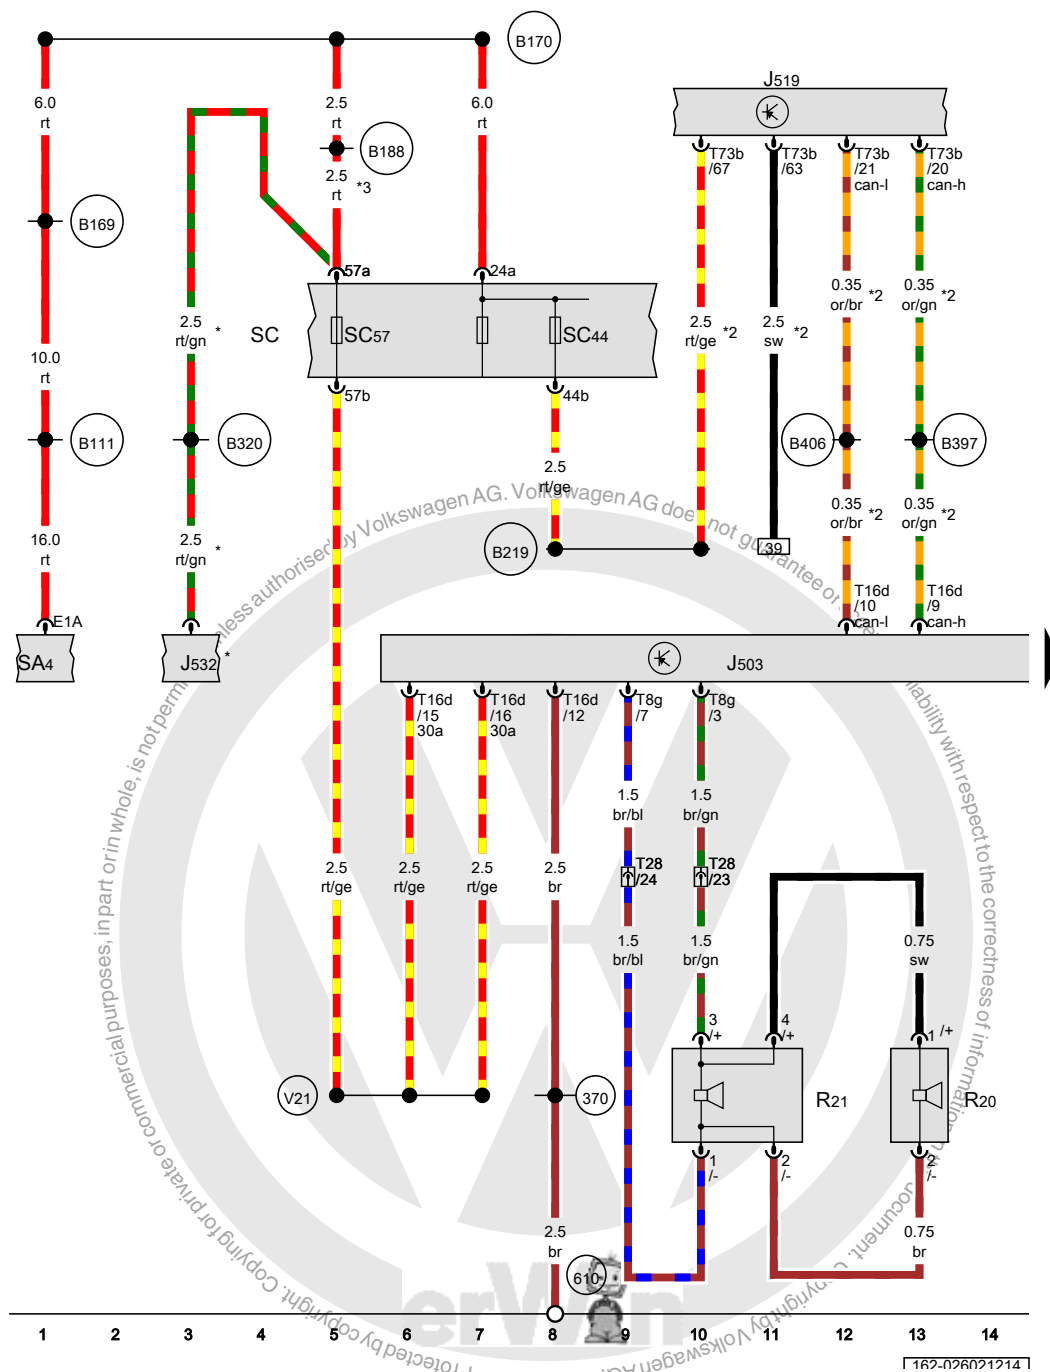 B170
J519
6.0
rt
2.5
rt
6.0
rt
B188
2.5
rt
*3
T73b
/67
T73b
/63
T73b
/21
can-l
T73b
/20
can-h
B169
57a
24a
0.35
or/br *2
0.35
or/gn *2
2.5
rt/gn *
SC
SC57
SC44
2.5
rt/ge *2
2.5
sw *2
10.0
rt
57b
44b
B111
B320
B406
B397
2.5
rt/ge
0.35
or/br *2
0.35
or/gn *2
16.0
rt
2.5
rt/gn *
B219
39
T16d
/10
can-l
T16d
/9
can-h
E1A
SA4
J532 *
J503
T16d
/15
30a
T16d
/16
30a
T16d
/12
T8g
/7
T8g
/3
1.5
br/bl
1.5
br/gn
2.5
rt/ge
2.5
rt/ge
2.5
rt/ge
2.5
br
T28
/24
T28
/23
1.5
br/bl
1.5
br/gn
0.75
sw
3
/+
4
/+
1 /+
V21
370
R21
R20
1
/-
2
/-
2
/-
2.5
br
0.75
br
610
erWin
1 2 3 4 5 6 7 8 9 10 11 12 13 14
162-026021214
by Volkswagen AG. Volkswagen AG does not guarantee or
liability with respect to the correctness of information in
document. Copyright by Volkswagen AG.
Protected by copyright. Copying for private or commercial purposes, in part or in whole, is not
unless authorised